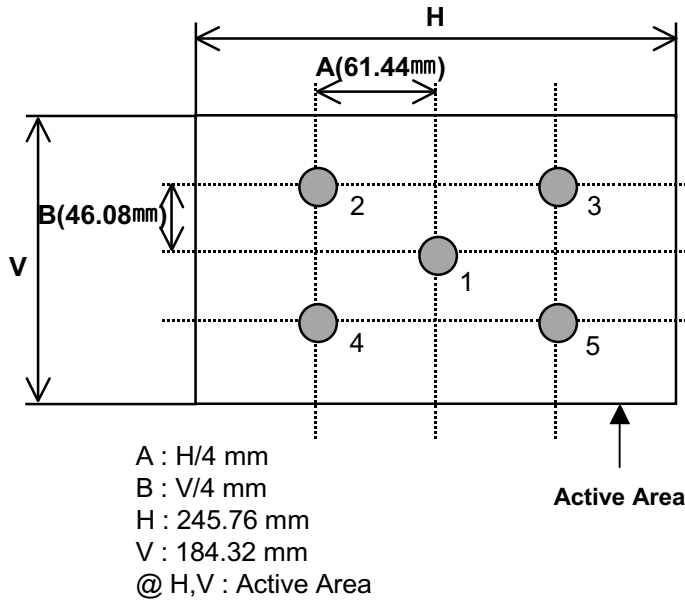 H
A(61.44㎜)
B(46.08㎜)
2
3
V
1
4
5
A : H/4 mm
B : V/4 mm
Active Area
H : 245.76 mm
V : 184.32 mm
@ H,V : Active Area